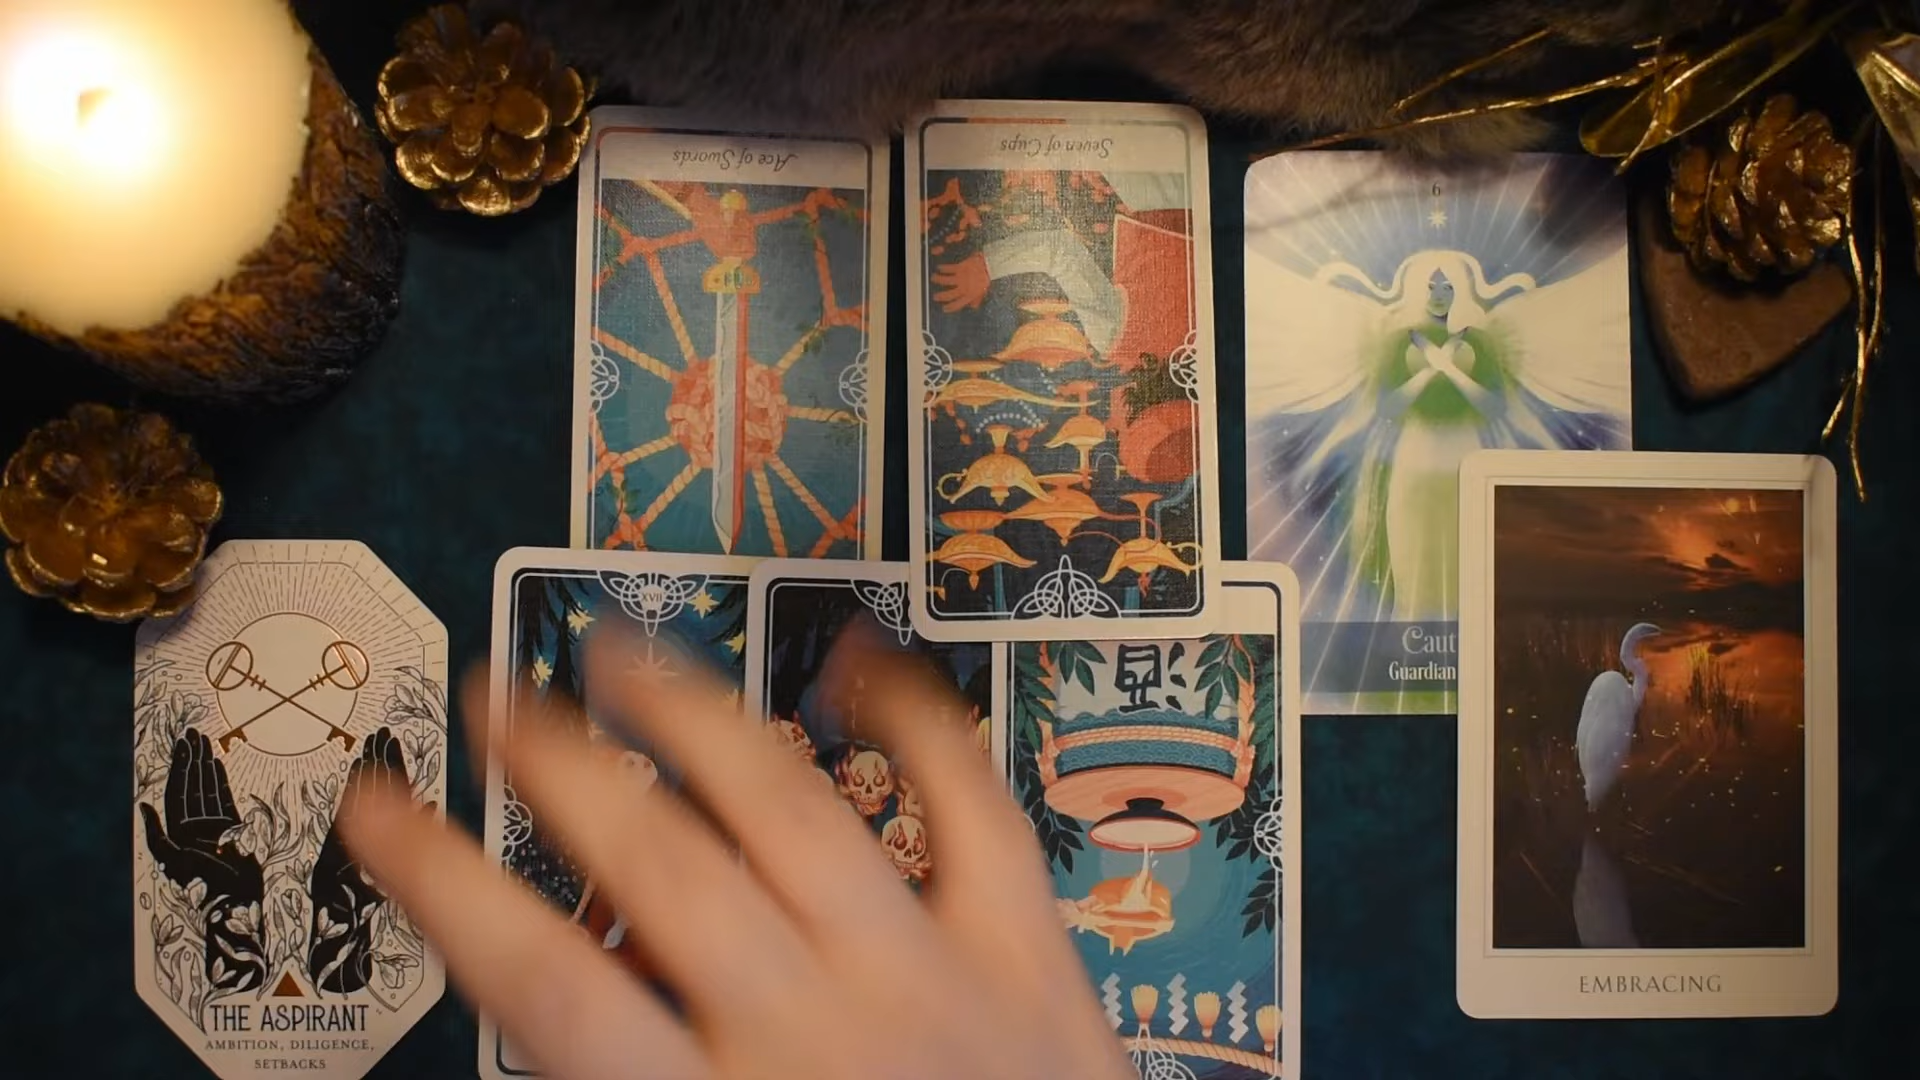 Ace of Swords
Seven of Cups
6
XVII
Caut
Guardian
THE ASPIRANT
AMBITION, DILIGENCE,
SETBACKS
EMBRACING